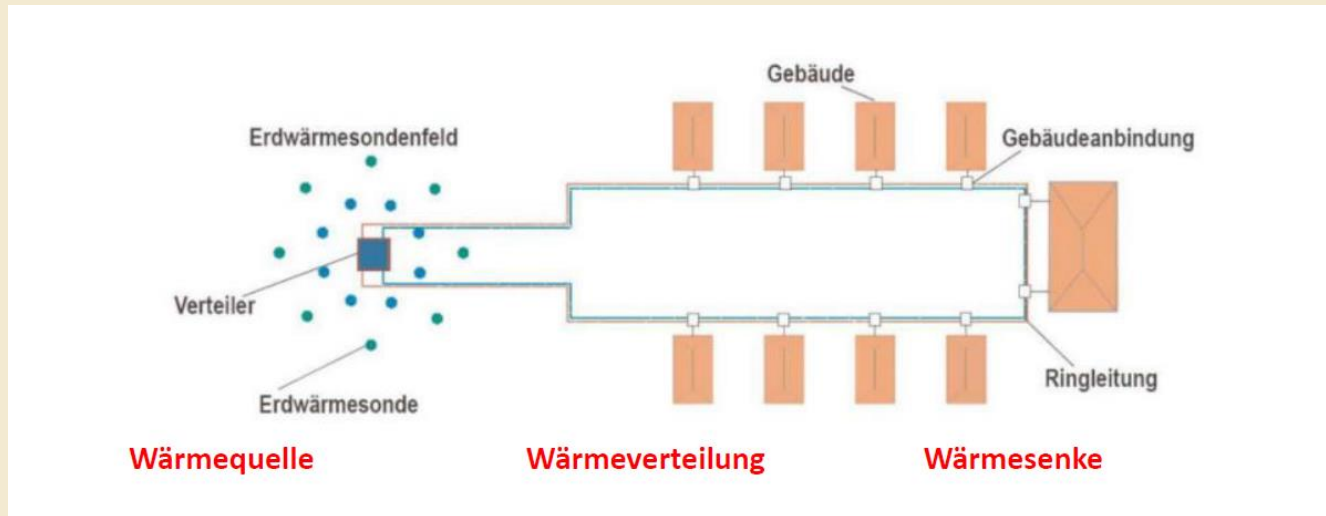 Gebäude
Erdwärmesondenfeld
Gebäudeanbindung
Verteiler
Ringleitung
Erdwärmesonde
Wärmequelle
Wärmeverteilung
Wärmesenke